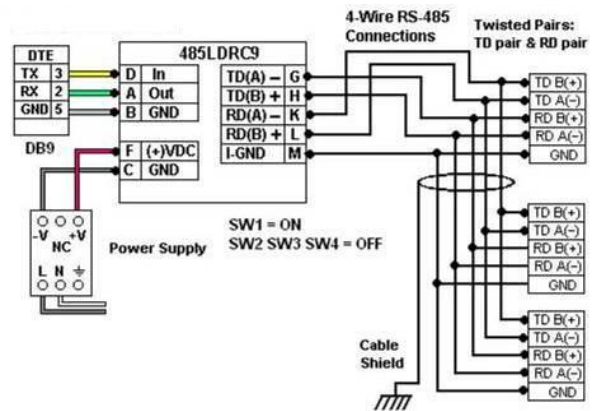 4-Wire RS-485
Connections
Twisted Pairs:
TD pair & RD pair
DTE
TX 3
RX 2
GND 5
DB9
485LDRC9
D In
A Out
B GND
F (+)VDC
C GND
TD(A) – G
TD(B) + H
RD(A) – K
RD(B) + L
I-GND M
TD B(+)
TD A(–)
RD B(+)
RD A(–)
GND
-V +V
NC
L N
Power Supply
SW1 = ON
SW2 SW3 SW4 = OFF
TD B(+)
TD A(–)
RD B(+)
RD A(–)
GND
Cable
Shield
TD B(+)
TD A(–)
RD B(+)
RD A(–)
GND